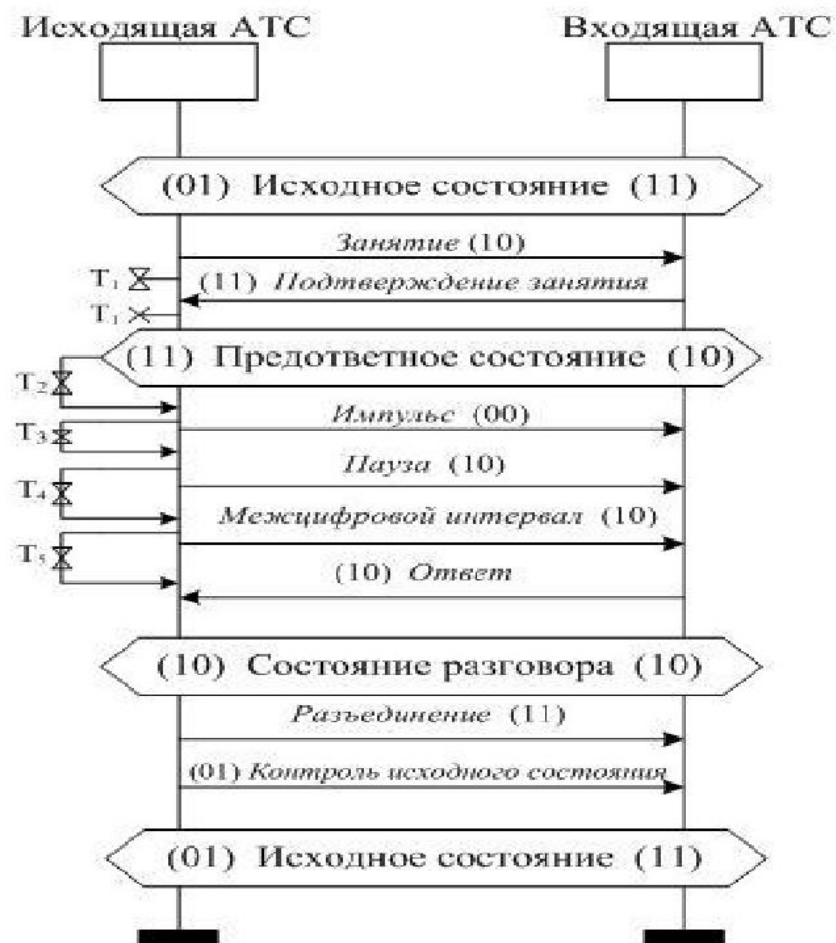 Исходящая АТС Входящая АТС
(01) Исходное состояние (11)
Занятие (10)
T₁ (11) Подтверждение занятия
T₁
(11) Предответное состояние (10)
T₂
Импульс (00)
T₃
Пауза (10)
T₄
Межцифровой интервал (10)
T₅
(10) Ответ
(10) Состояние разговора (10)
Разъединение (11)
(01) Контроль исходного состояния
(01) Исходное состояние (11)